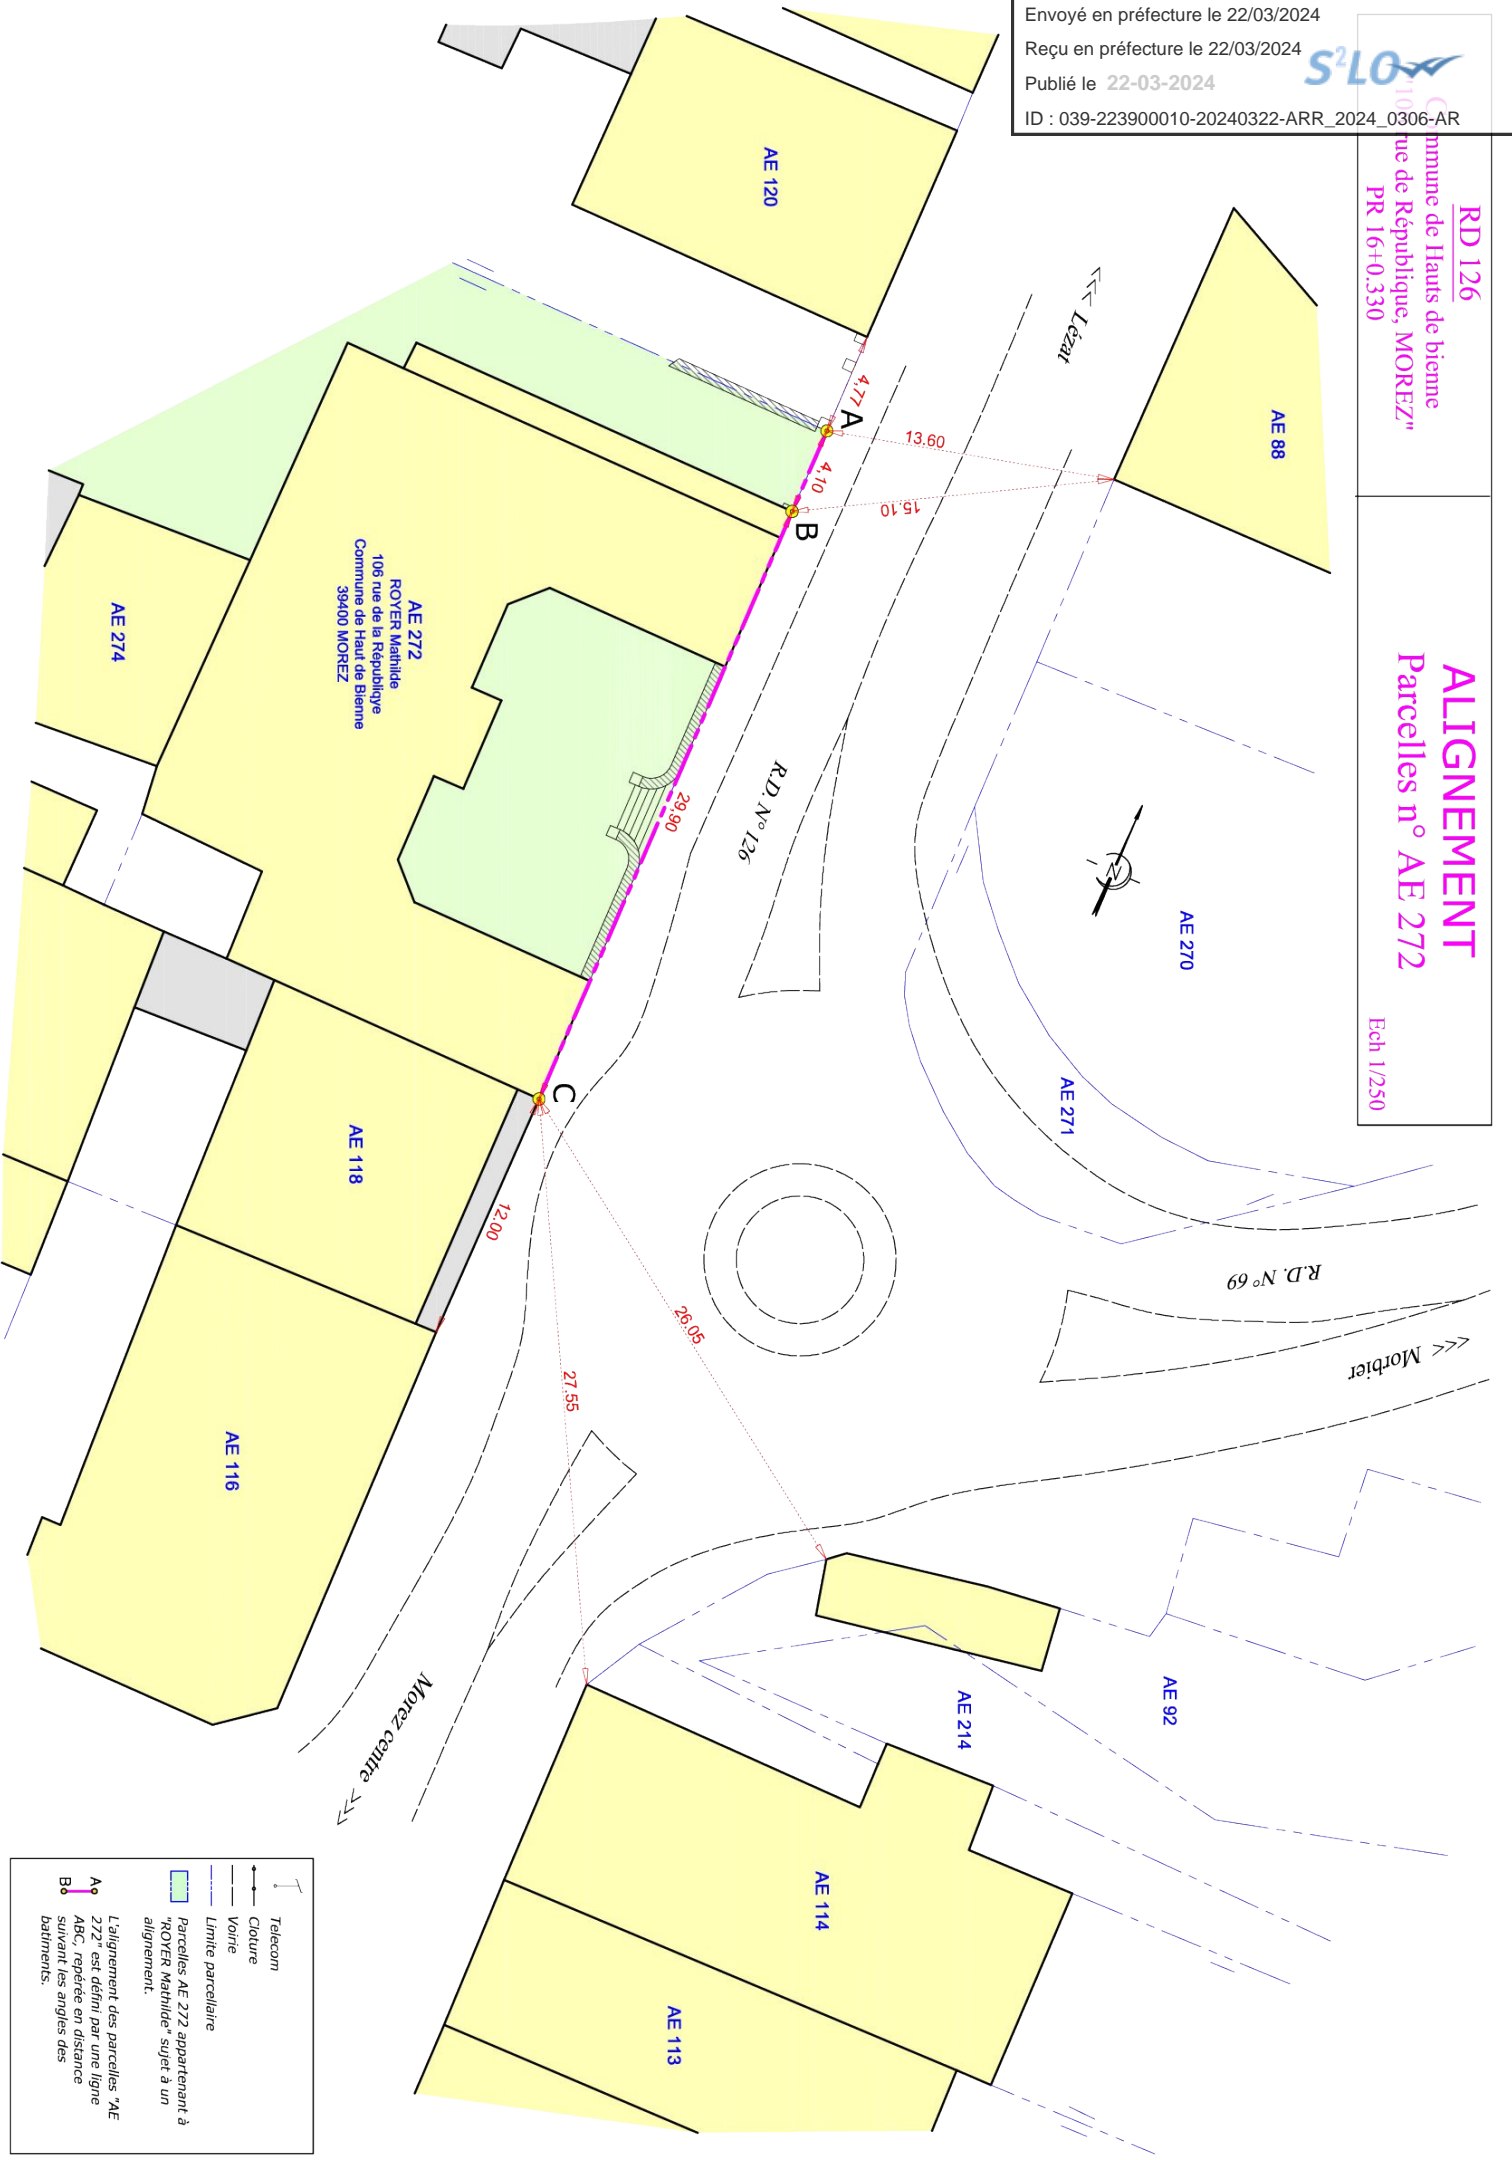 Envoyé en préfecture le 22/03/2024
Reçu en préfecture le 22/03/2024
Publié le 22-03-2024
S²LO
ID : 039-223900010-20240322-ARR_2024_0306-AR
RD 126
Commune de Hauts de bienne
rue de République, MOREZ"
PR 16+0.330
ALIGNEMENT
Parcelles n° AE 272
Ech 1/250
AE 120
AE 88
<<< Lézat
4,77
A
13.60
4,10
15.10
B
AE 272
ROYER Mathilde
106 rue de la Républiqye
Commune de Haut de Bienne
39400 MOREZ
AE 274
29,90
R.D. N° 126
N
AE 270
AE 271
C
AE 118
12.00
R.D. N° 69
<<< Morbier
26.05
27.55
AE 116
Morez centre >>>
AE 92
AE 214
AE 114
AE 113
Telecom
Cloture
Voirie
Limite parcellaire
Parcelles AE 272 appartenant à
"ROYER Mathilde" sujet à un
alignement.
A
B
L'alignement des parcelles "AE
272" est défini par une ligne
ABC, repérée en distance
suivant les angles des
batiments.